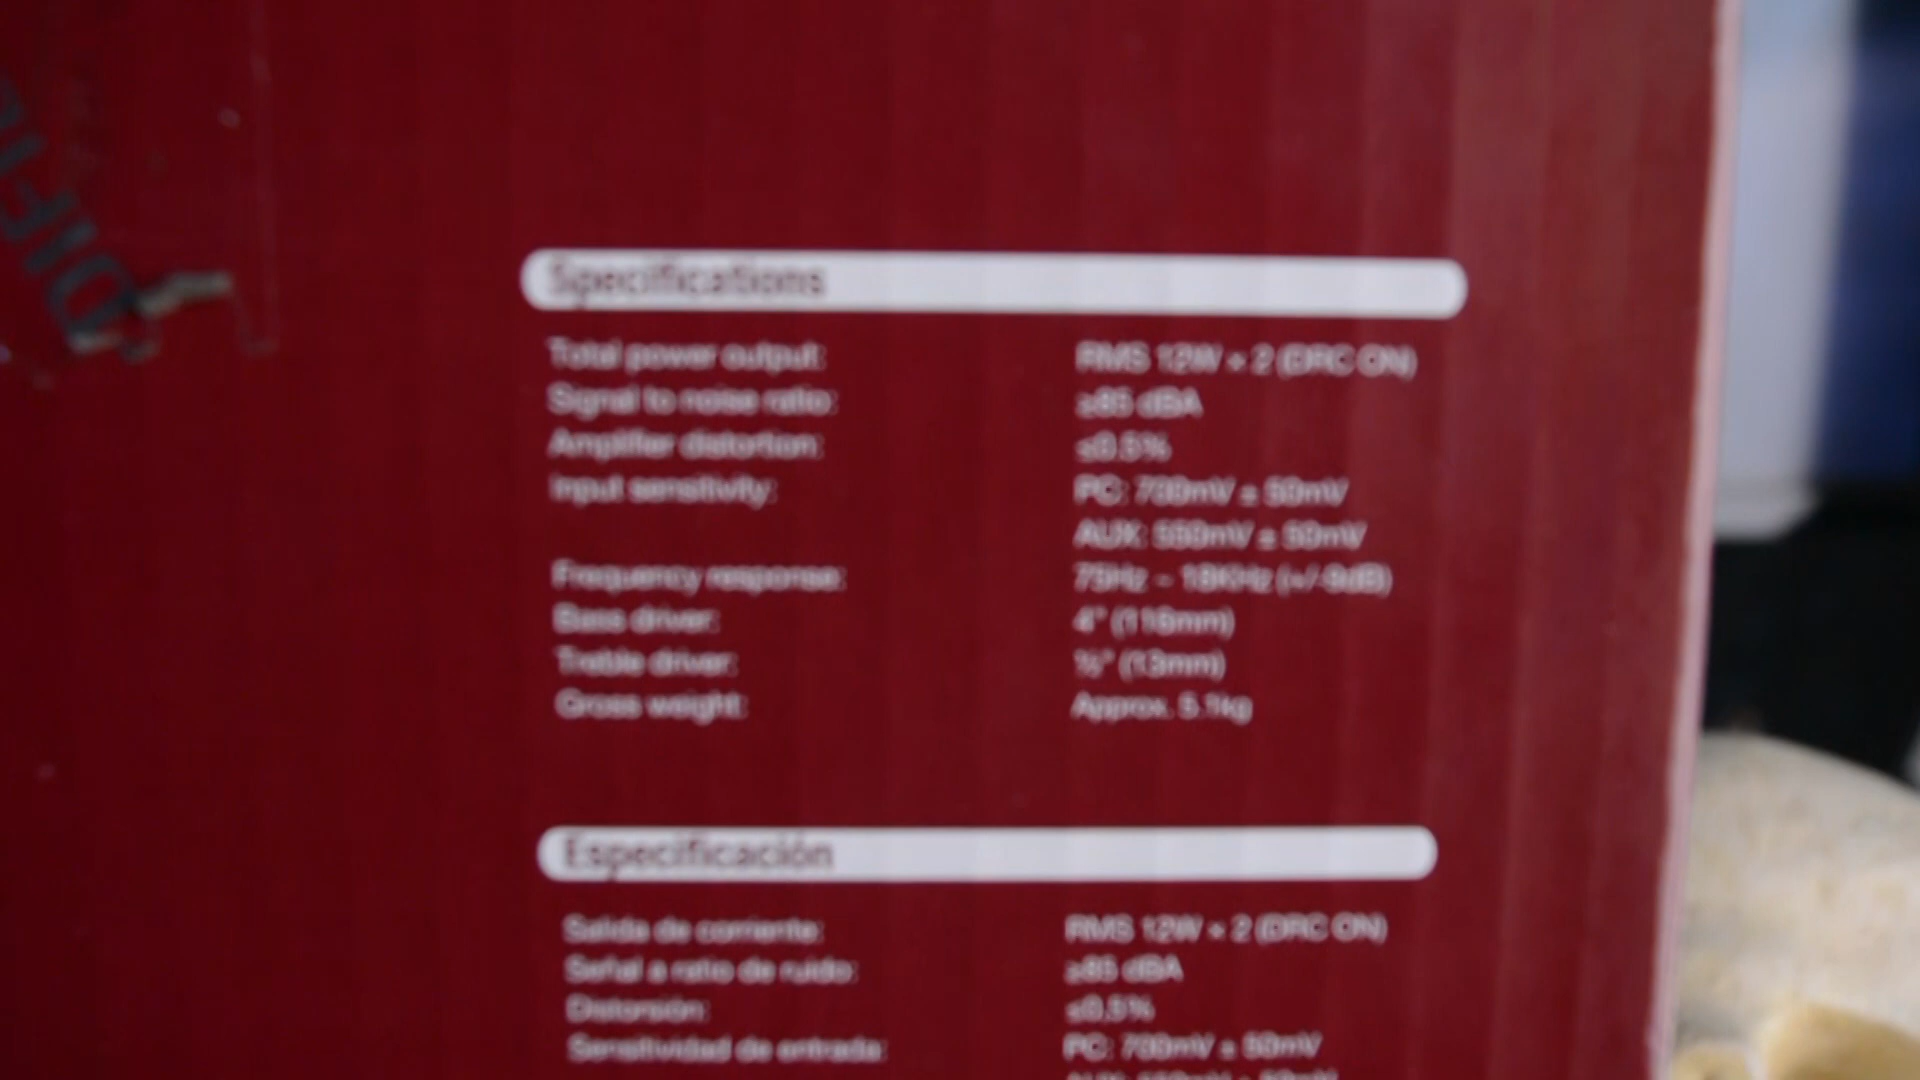 Specifications
Total power output: RMS 12W × 2 (DRC ON)
Signal to noise ratio: ≥85 dBA
Amplifier distortion: ≤0.5%
Input sensitivity: PC: 700mV ± 50mV
AUX: 550mV ± 50mV
Frequency response: 75Hz ~ 18KHz (+/-9dB)
Bass driver: 4" (116mm)
Treble driver: ½" (13mm)
Gross weight: Approx. 5.1kg
Especificación
Salida de corriente: RMS 12W × 2 (DRC ON)
Señal a ratio de ruido: ≥85 dBA
Distorsión: ≤0.5%
Sensitividad de entrada: PC: 700mV ± 50mV